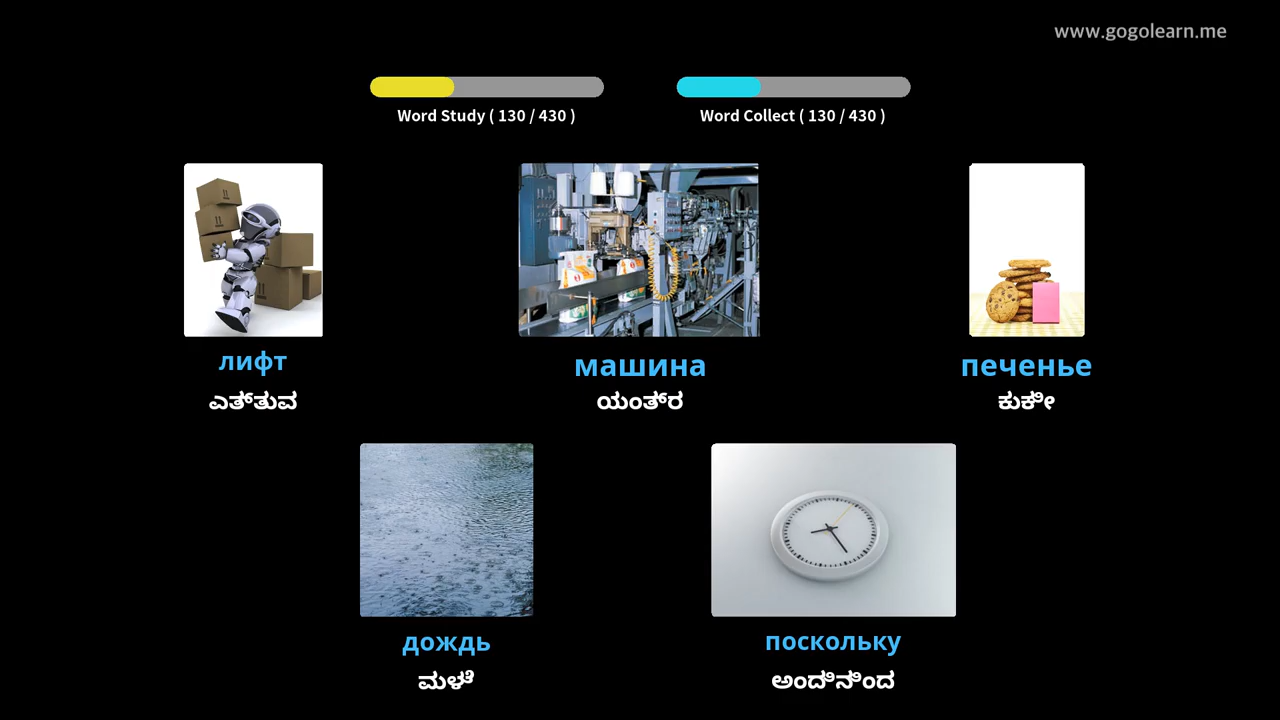 www.gogolearn.me
Word Study ( 130 / 430 )
Word Collect ( 130 / 430 )
лифт
ಎತ್ತುವ
машина
ಯಂತ್ರ
печенье
ಕುಕೀ
дождь
ಮಳೆ
поскольку
ಅಂದಿನಿಂದ